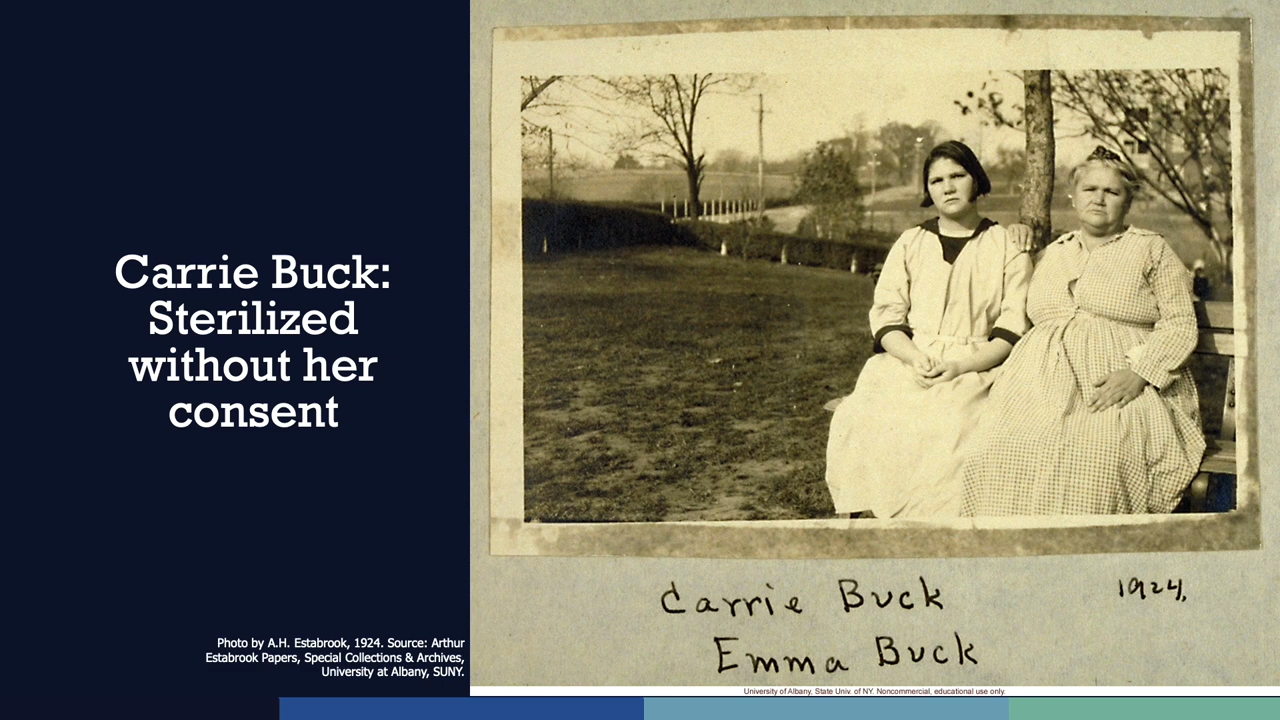 Carrie Buck:
Sterilized
without her
consent
Photo by A.H. Estabrook, 1924. Source: Arthur
Estabrook Papers, Special Collections & Archives,
University at Albany, SUNY.
Carrie Buck 1924.
Emma Buck
University of Albany, State Univ. of NY. Noncommercial, educational use only.